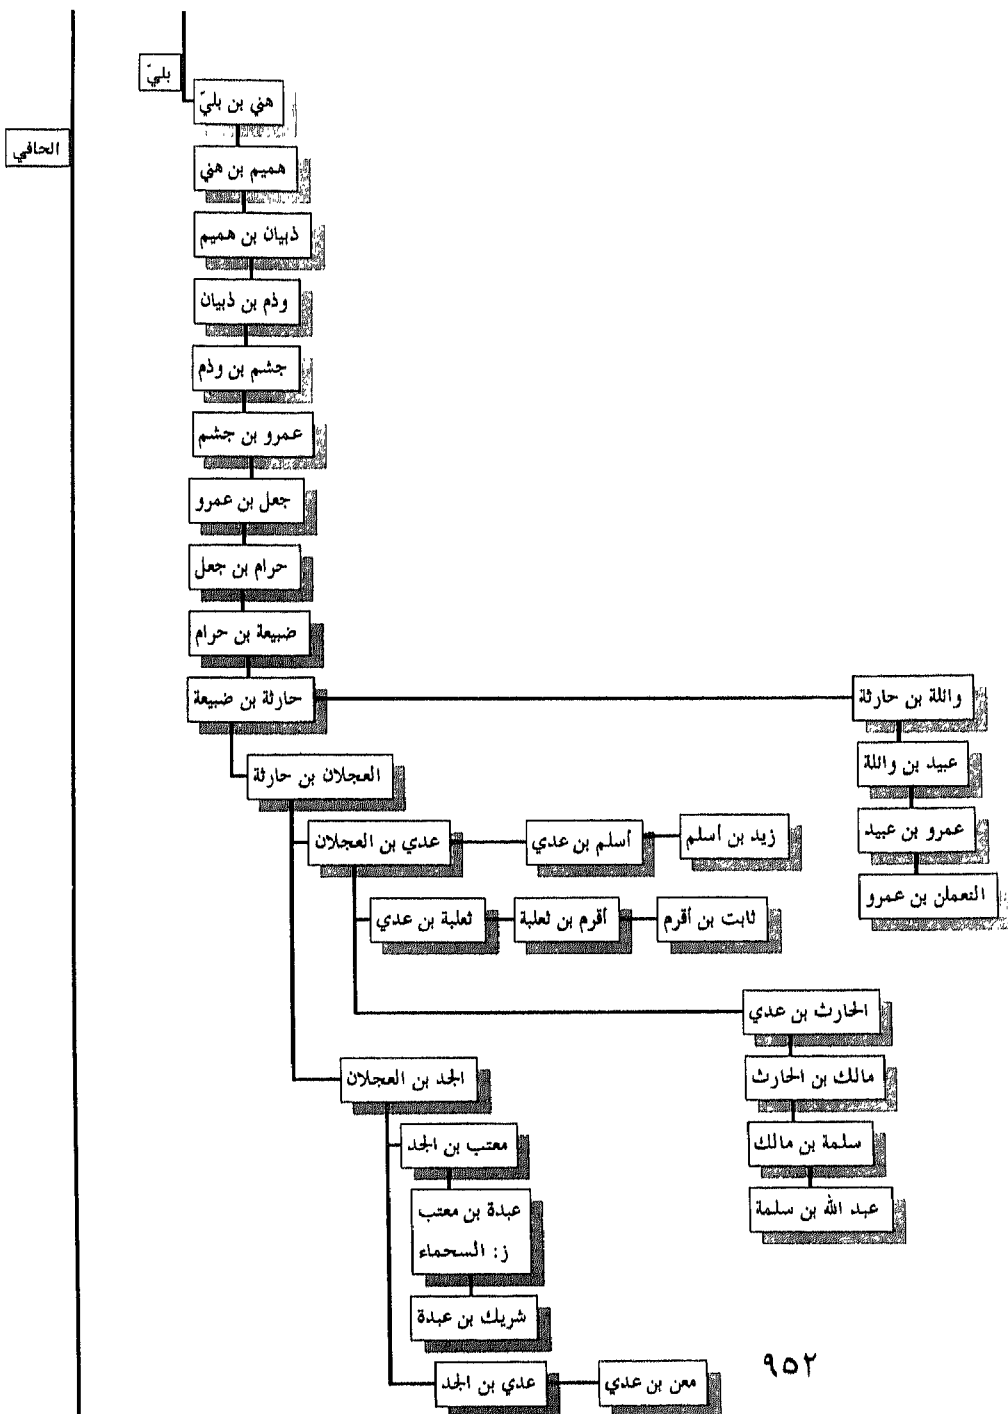 بليّ
هني بن بليّ
الحافي
هميم بن هني
ذبيان بن هميم
وذم بن ذبيان
جشم بن وذم
عمرو بن جشم
جعل بن عمرو
حرام بن جعل
ضبيعة بن حرام
حارثة بن ضبيعة
واثلة بن حارثة
عبيد بن واثلة
عمرو بن عبيد
النعمان بن عمرو
العجلان بن حارثة
عدي بن العجلان
أسلم بن عدي
زيد بن أسلم
ثعلبة بن عدي
أقرم بن ثعلبة
ثابت بن أقرم
الحارث بن عدي
مالك بن الحارث
سلمة بن مالك
عبد الله بن سلمة
الجد بن العجلان
معتب بن الجد
عبدة بن معتب
ز: السحماء
شريك بن عبدة
عدي بن الجد
معن بن عدي
٩٥٢